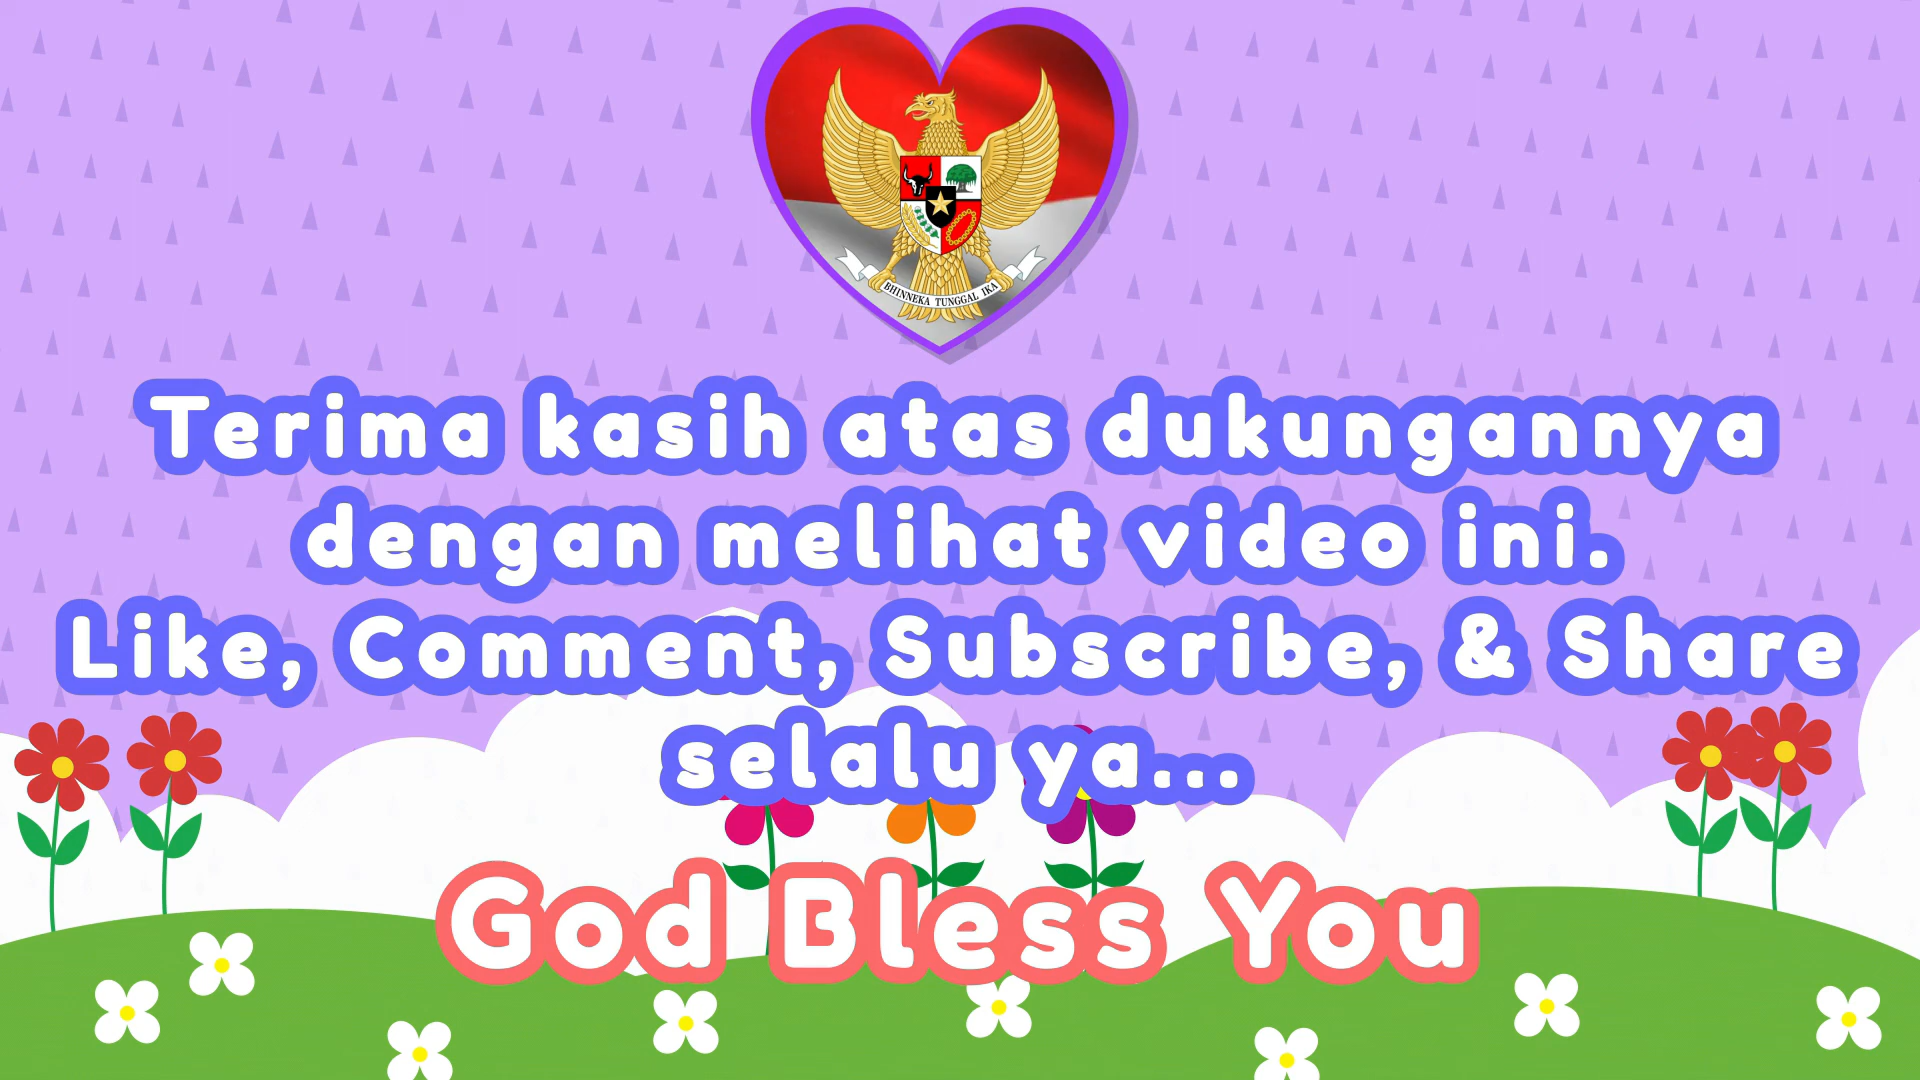 BHINNEKA TUNGGAL IKA
Terima kasih atas dukungannya
dengan melihat video ini.
Like, Comment, Subscribe, & Share
selalu ya...
God Bless You